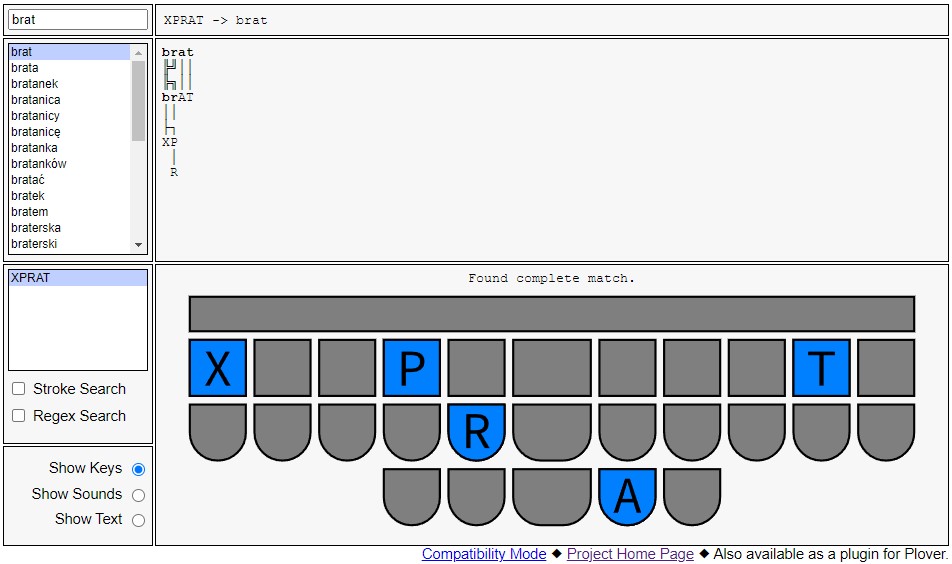 brat
XPRAT -> brat
brat
brata
bratanek
bratanica
bratanicy
bratanicę
bratanka
bratanków
bratać
bratek
bratem
braterska
braterski
brat
brAT
XP
R
XPRAT
Stroke Search
Regex Search
Show Keys
Show Sounds
Show Text
Found complete match.
X P T
R
A
Compatibility Mode ◆ Project Home Page ◆ Also available as a plugin for Plover.